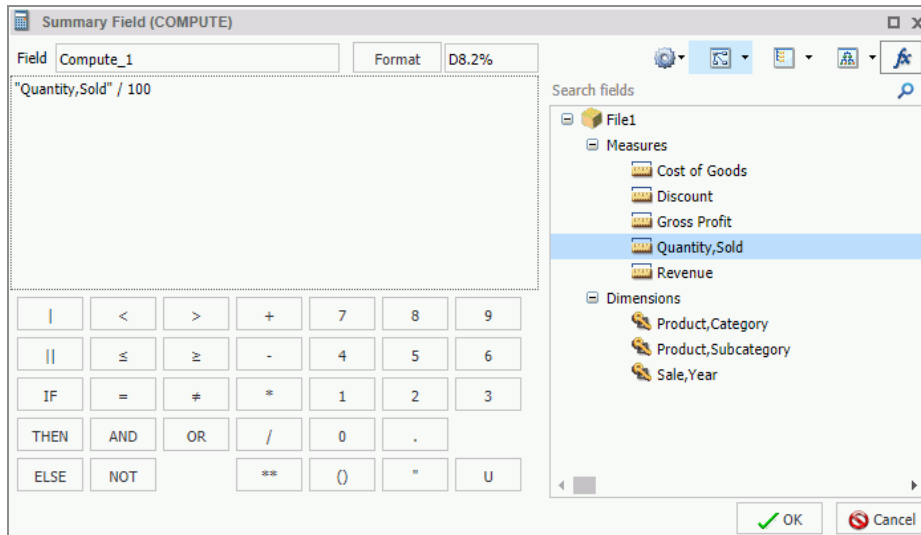 Summary Field (COMPUTE)
Field Compute_1 Format D8.2%
"Quantity,Sold" / 100
Search fields
File1
Measures
Cost of Goods
Discount
Gross Profit
Quantity,Sold
Revenue
Dimensions
Product,Category
Product,Subcategory
Sale,Year
| < > + 7 8 9
|| ≤ ≥ - 4 5 6
IF = ≠ * 1 2 3
THEN AND OR / 0 .
ELSE NOT ** () " U
OK Cancel